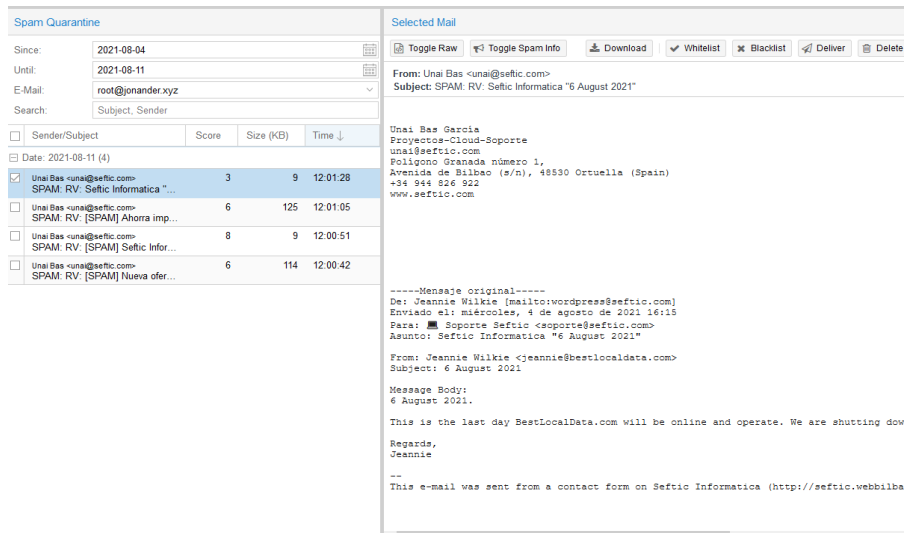 Spam Quarantine
Since: 2021-08-04
Until: 2021-08-11
E-Mail: root@jonander.xyz
Search: Subject, Sender
Sender/Subject Score Size (KB) Time ↓
Date: 2021-08-11 (4)
Unai Bas <unai@seftic.com> 3 9 12:01:28
SPAM: RV: Seftic Informatica "...
Unai Bas <unai@seftic.com> 6 125 12:01:05
SPAM: RV: [SPAM] Ahorra imp...
Unai Bas <unai@seftic.com> 8 9 12:00:51
SPAM: RV: [SPAM] Seftic Infor...
Unai Bas <unai@seftic.com> 6 114 12:00:42
SPAM: RV: [SPAM] Nueva ofer...
Selected Mail
Toggle Raw Toggle Spam Info Download Whitelist Blacklist Deliver Delete
From: Unai Bas <unai@seftic.com>
Subject: SPAM: RV: Seftic Informatica "6 August 2021"
Unai Bas Garcia
Proyectos-Cloud-Soporte
unai@seftic.com
Polígono Granada número 1,
Avenida de Bilbao (s/n), 48530 Ortuella (Spain)
+34 944 826 922
www.seftic.com
-----Mensaje original-----
De: Jeannie Wilkie [mailto:wordpress@seftic.com]
Enviado el: miércoles, 4 de agosto de 2021 16:15
Para: 💻 Soporte Seftic <soporte@seftic.com>
Asunto: Seftic Informatica "6 August 2021"
From: Jeannie Wilkie <jeannie@bestlocaldata.com>
Subject: 6 August 2021
Message Body:
6 August 2021.
This is the last day BestLocalData.com will be online and operate. We are shutting dow
Regards,
Jeannie
--
This e-mail was sent from a contact form on Seftic Informatica (http://seftic.webbilba